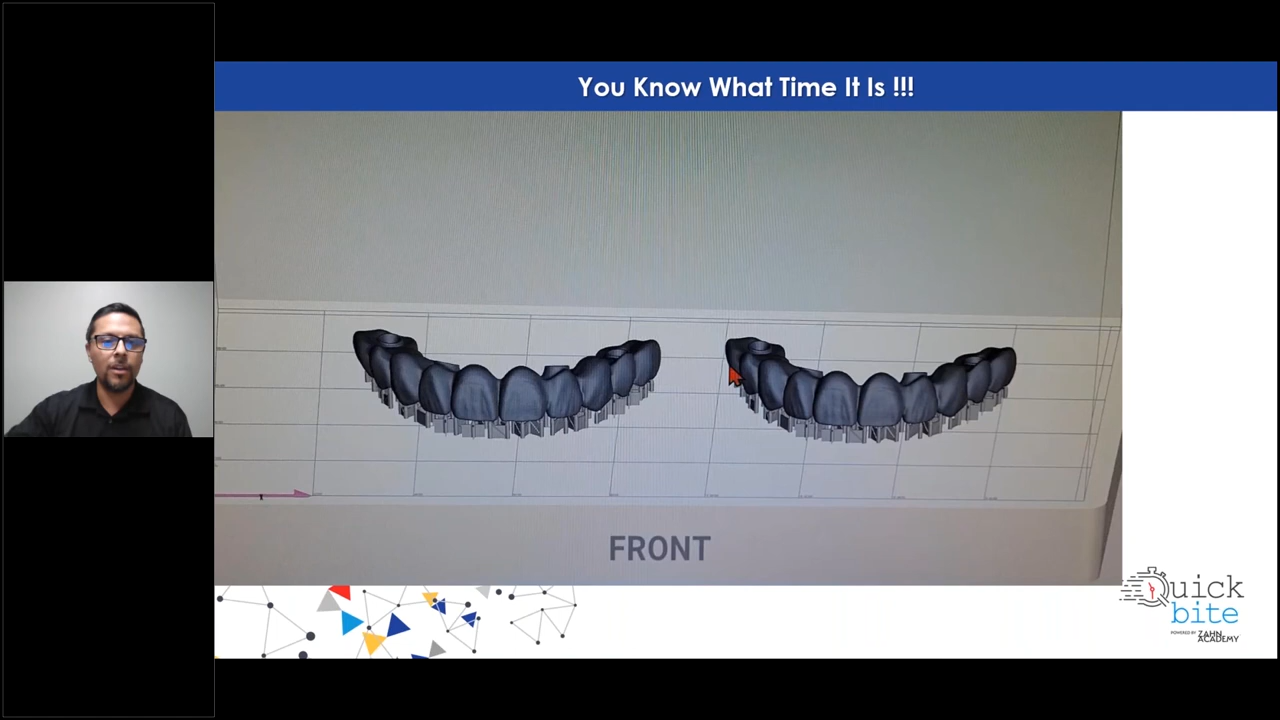 You Know What Time It Is !!!
FRONT
Quick
bite
POWERED BY ZAHN
ACADEMY